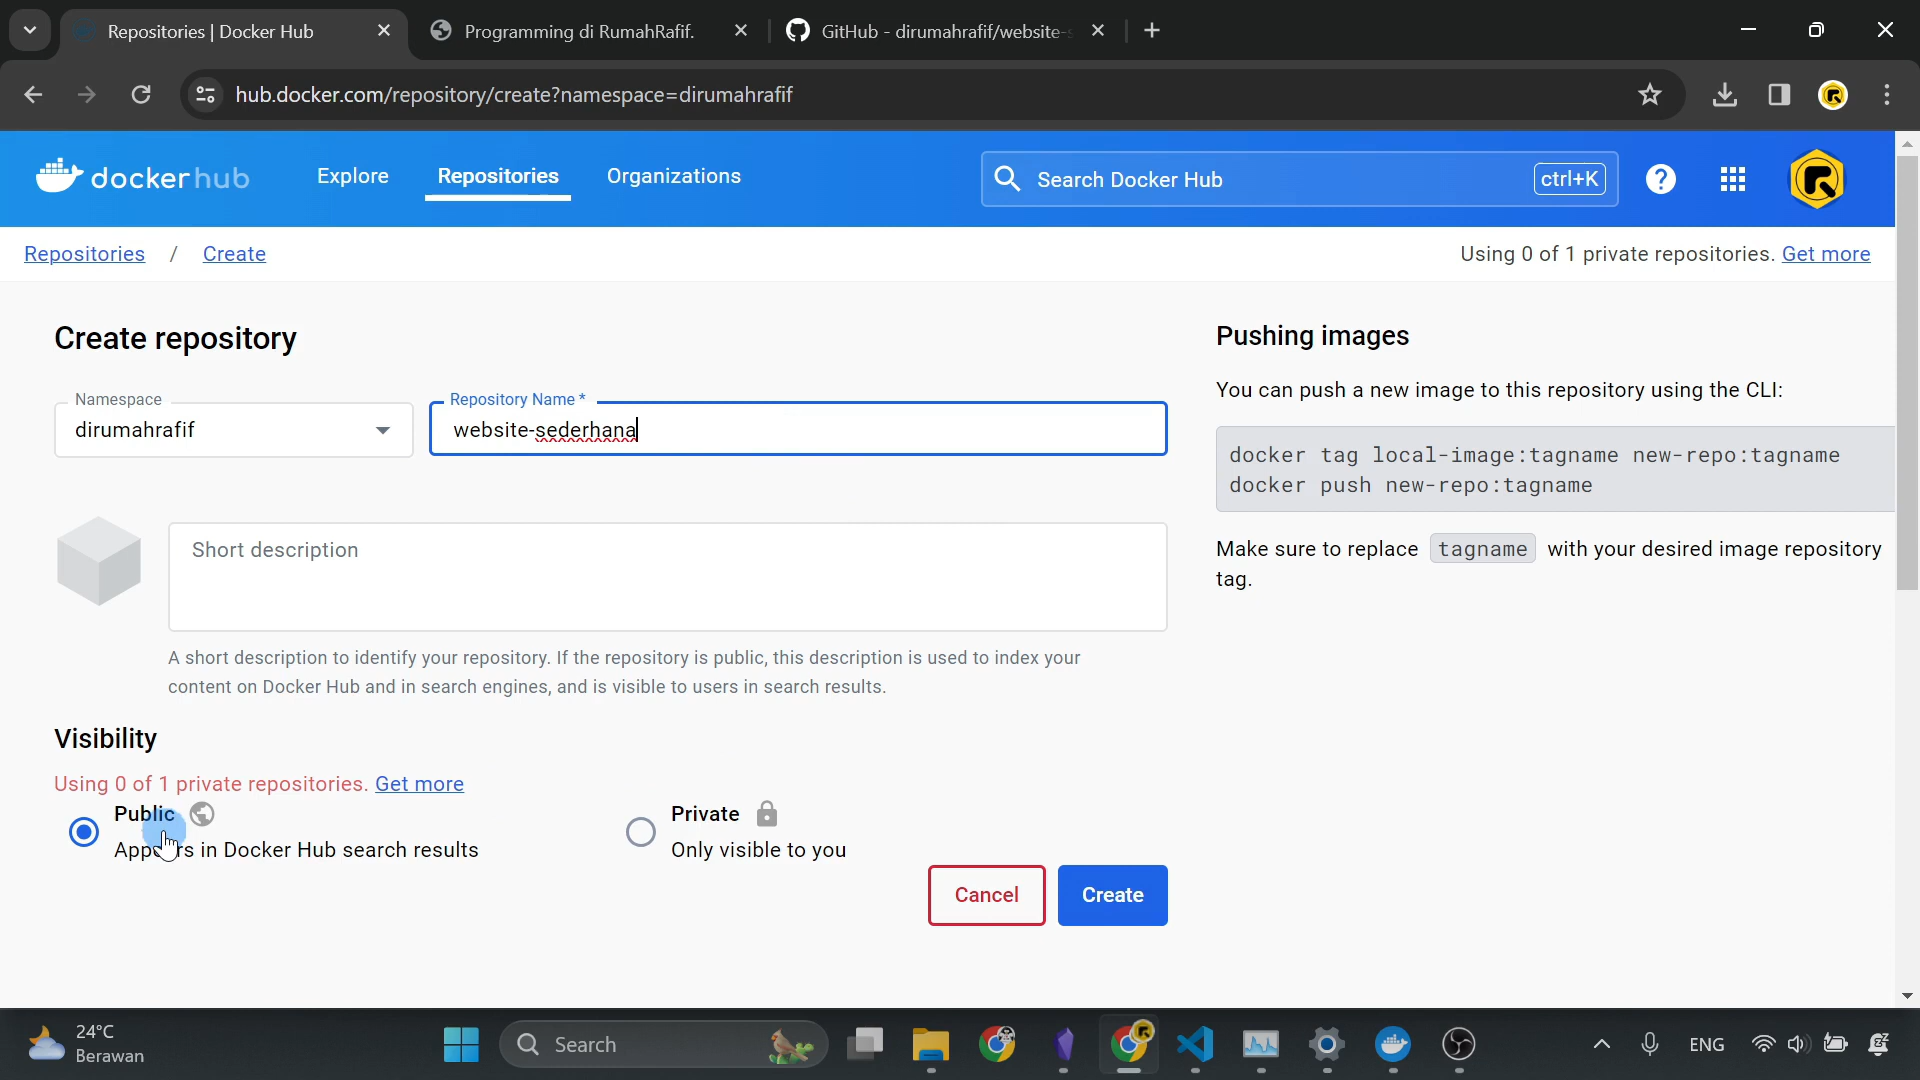 Repositories | Docker Hub
Programming di RumahRafif.
GitHub - dirumahrafif/website-s
hub.docker.com/repository/create?namespace=dirumahrafif
dockerhub
Explore
Repositories
Organizations
Search Docker Hub
ctrl+K
Repositories / Create
Using 0 of 1 private repositories. Get more
Create repository
Namespace
dirumahrafif
Repository Name *
website-sederhana
Short description
A short description to identify your repository. If the repository is public, this description is used to index your
content on Docker Hub and in search engines, and is visible to users in search results.
Visibility
Using 0 of 1 private repositories. Get more
Public
Appears in Docker Hub search results
Private
Only visible to you
Cancel
Create
Pushing images
You can push a new image to this repository using the CLI:
docker tag local-image:tagname new-repo:tagname
docker push new-repo:tagname
Make sure to replace tagname with your desired image repository
tag.
24°C
Berawan
Search
ENG